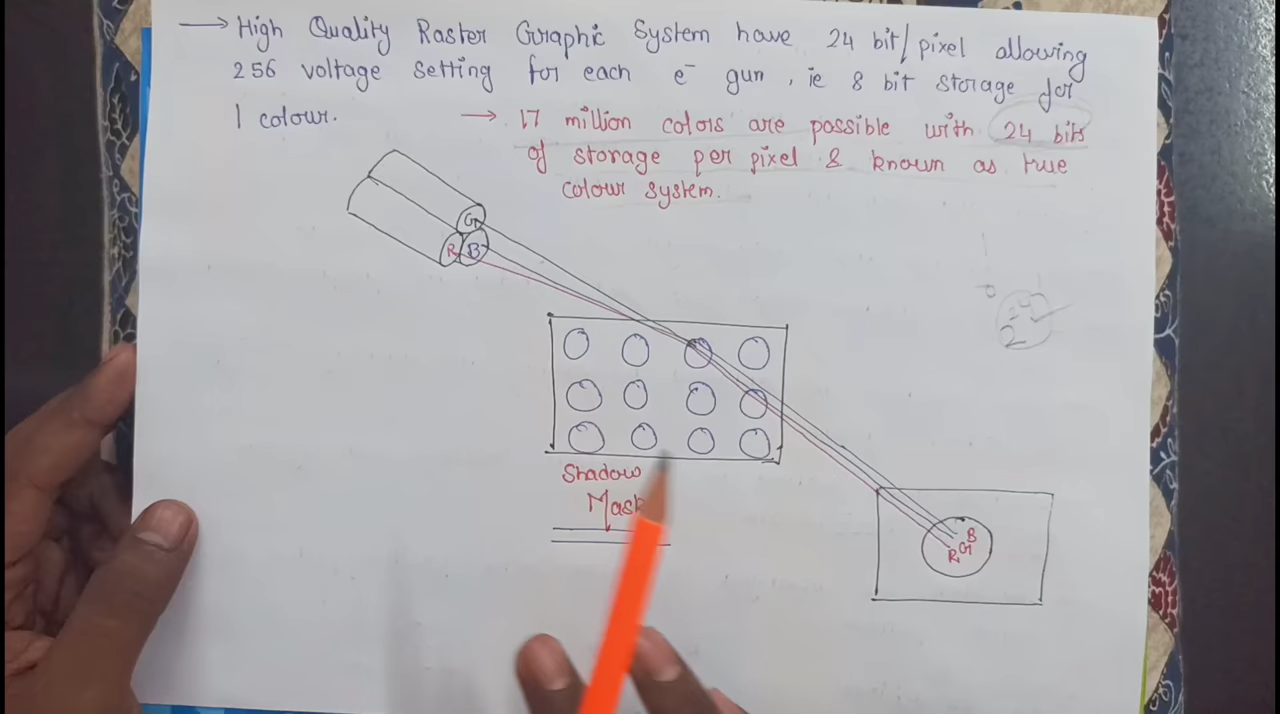 → High Quality Raster Graphic System have 24 bit/pixel allowing
256 voltage setting for each e⁻ gun, ie 8 bit storage for
1 colour.
→ 17 million colors are possible with 24 bits
of storage per pixel & known as true
colour system.
G
R B
Shadow
Mask
B
R G